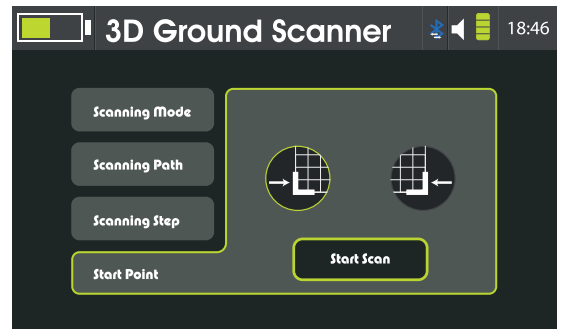 3D Ground Scanner
18:46
Scanning Mode
Scanning Path
Scanning Step
Start Point
Start Scan